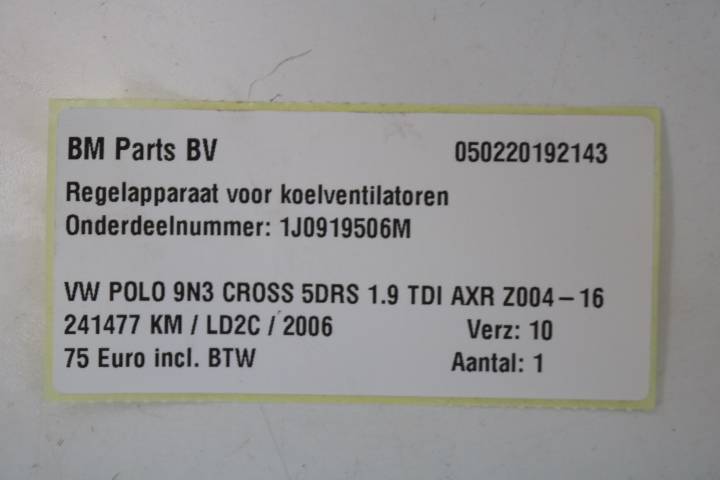 BM Parts BV 050220192143
Regelapparaat voor koelventilatoren
Onderdeelnummer: 1J0919506M
VW POLO 9N3 CROSS 5DRS 1.9 TDI AXR Z004-16
241477 KM / LD2C / 2006 Verz: 10
75 Euro incl. BTW Aantal: 1